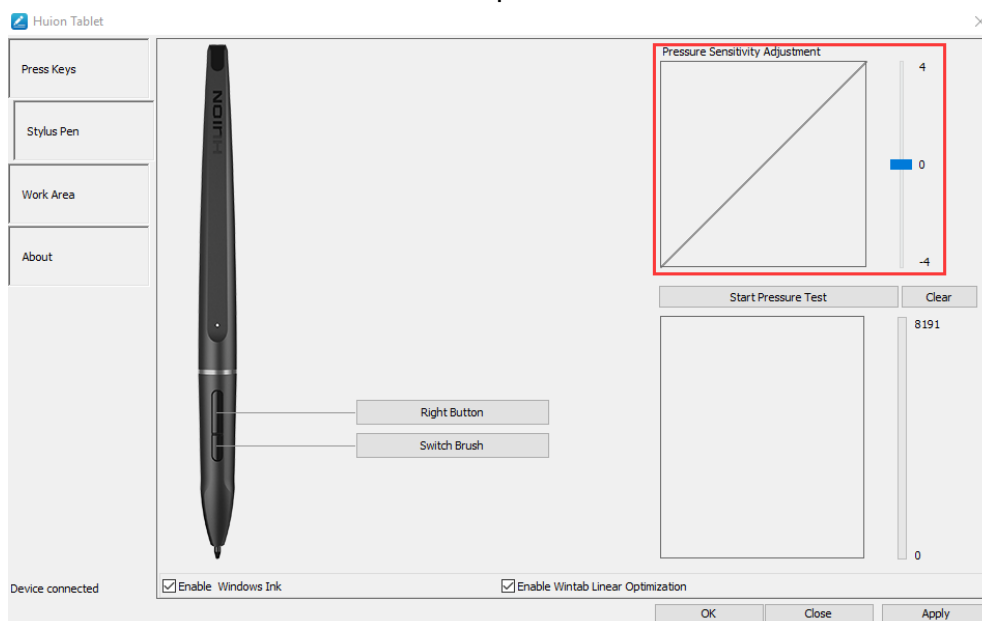 Huion Tablet
Press Keys
Stylus Pen
Work Area
About
HUION
Pressure Sensitivity Adjustment
4
0
-4
Start Pressure Test
Clear
8191
0
Right Button
Switch Brush
Device connected
Enable Windows Ink
Enable Wintab Linear Optimization
OK
Close
Apply